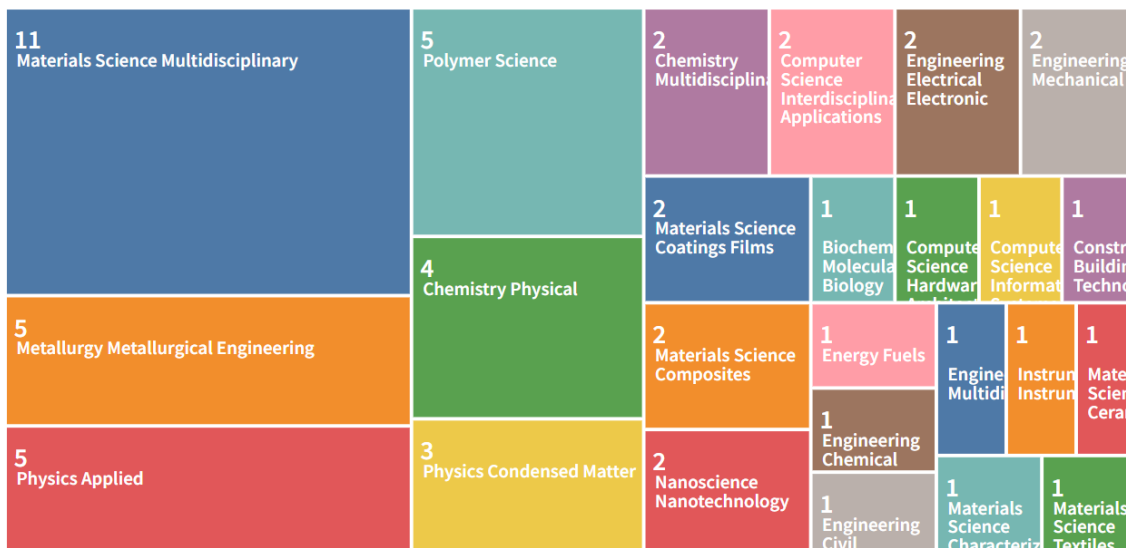 11
Materials Science Multidisciplinary
5
Metallurgy Metallurgical Engineering
5
Physics Applied
5
Polymer Science
4
Chemistry Physical
3
Physics Condensed Matter
2
Chemistry
Multidisciplina
2
Computer
Science
Interdisciplina
Applications
2
Engineering
Electrical
Electronic
2
Engineering
Mechanical
2
Materials Science
Coatings Films
1
Biochem
Molecula
Biology
1
Compute
Science
Hardwar
1
Compute
Science
Informat
1
Constr
Buildin
Techno
2
Materials Science
Composites
2
Nanoscience
Nanotechnology
1
Energy Fuels
1
Engineering
Chemical
1
Engineering
Civil
1
Engine
Multidi
1
Instrun
Instrun
1
Mate
Scien
Cerar
1
Materials
Science
Characteriz
1
Materials
Science
Textiles